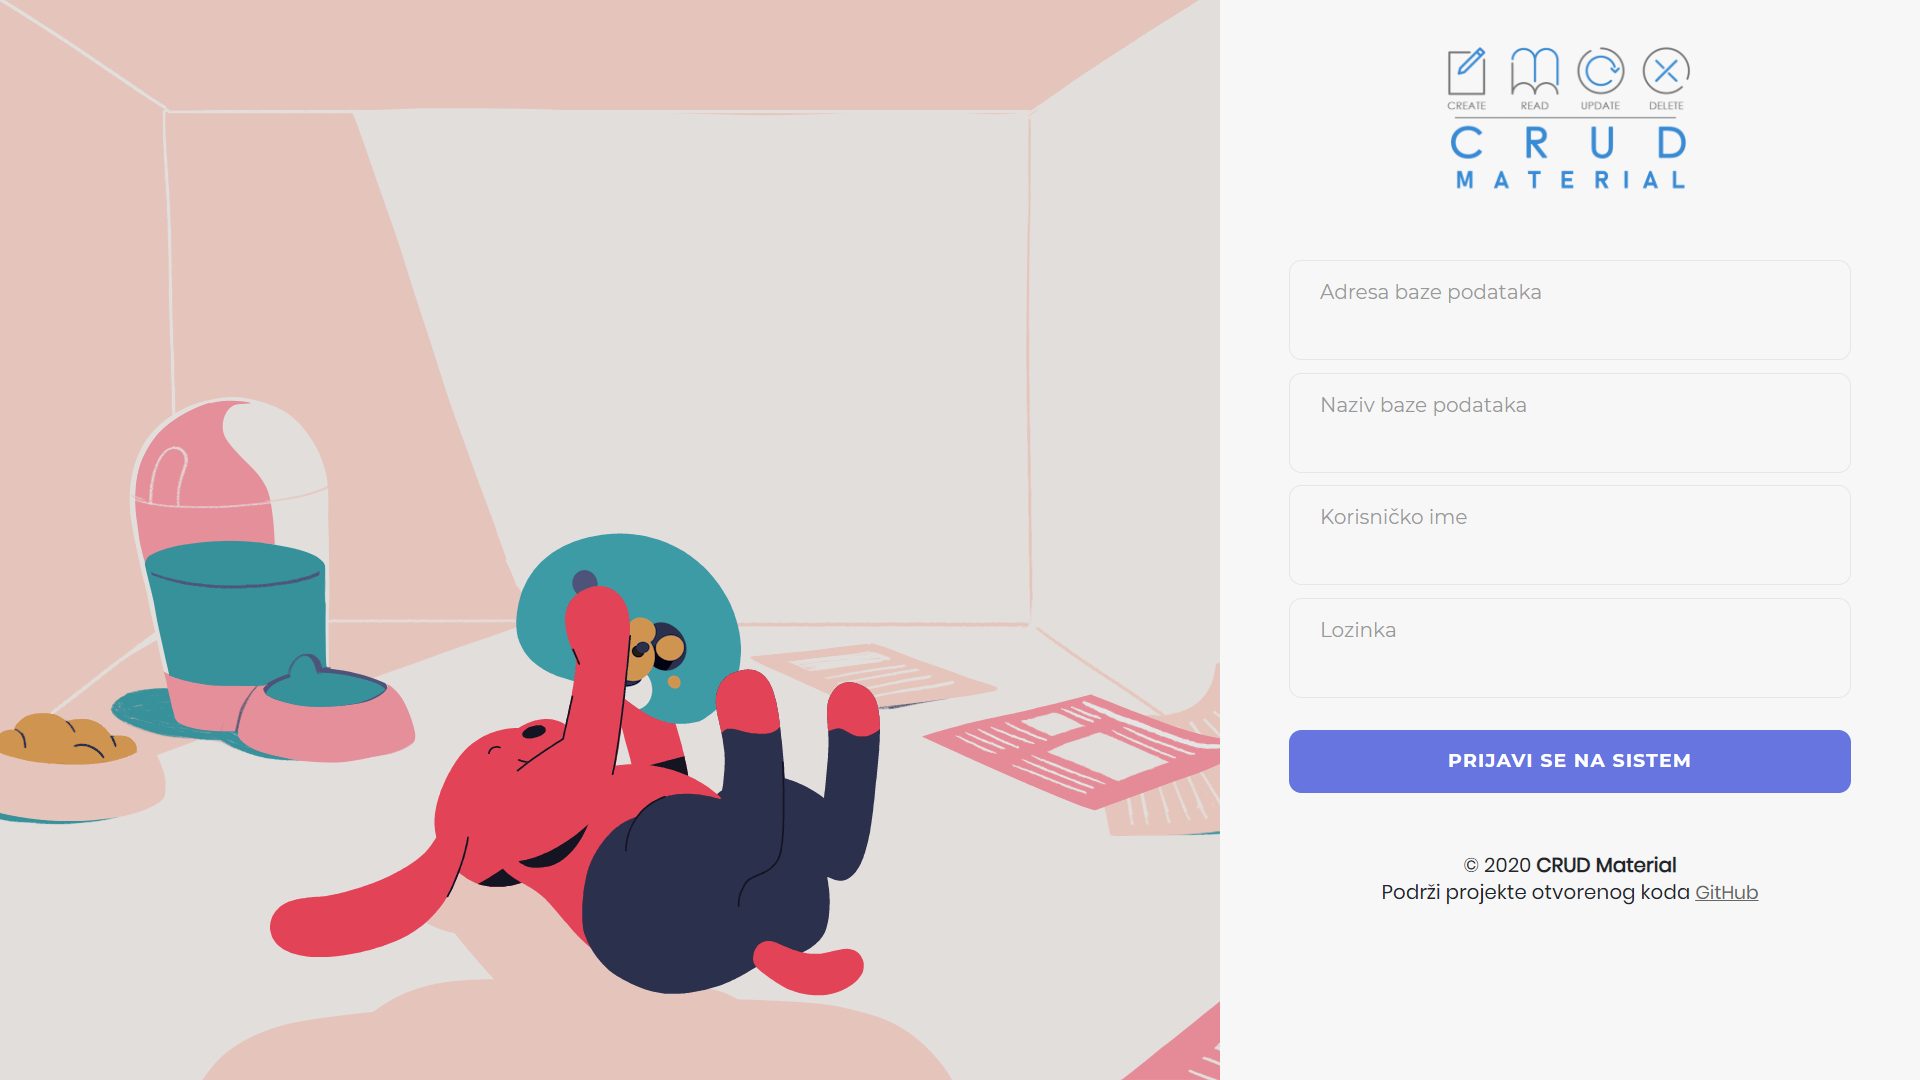 CREATE READ UPDATE DELETE
CRUD
MATERIAL
Adresa baze podataka
Naziv baze podataka
Korisničko ime
Lozinka
PRIJAVI SE NA SISTEM
© 2020 CRUD Material
Podrži projekte otvorenog koda GitHub